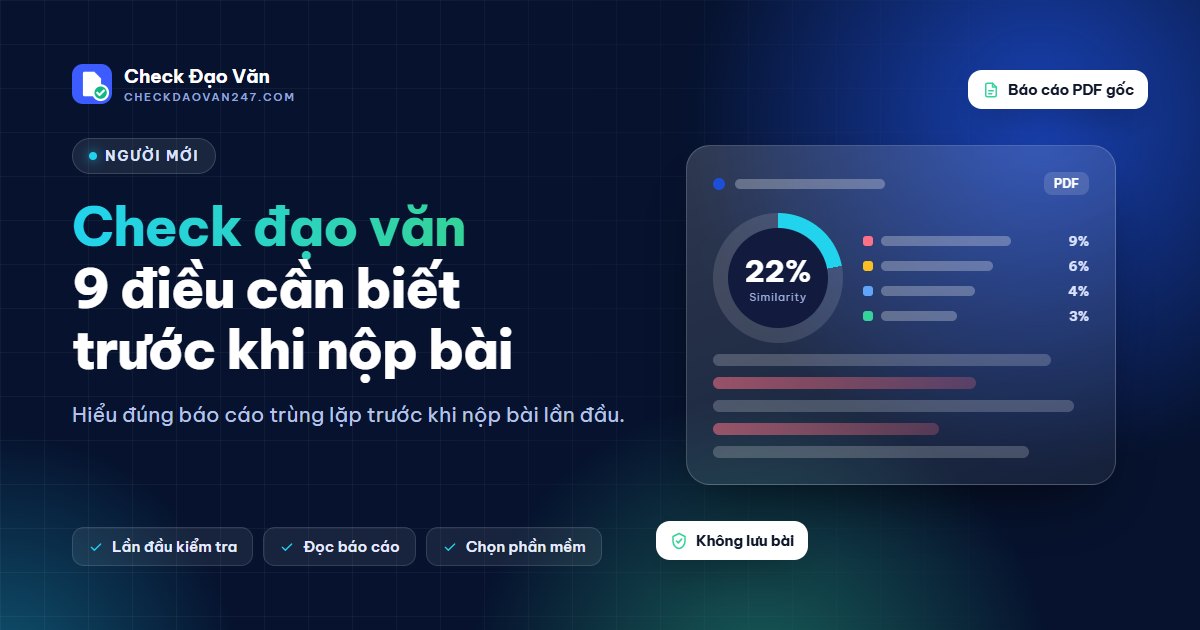 Check Đạo Văn
CHECKDAOVAN247.COM
Báo cáo PDF gốc
NGƯỜI MỚI
Check đạo văn
9 điều cần biết
trước khi nộp bài
Hiểu đúng báo cáo trùng lặp trước khi nộp bài lần đầu.
PDF
22%
Similarity
9%
6%
4%
3%
Lần đầu kiểm tra
Đọc báo cáo
Chọn phần mềm
Không lưu bài